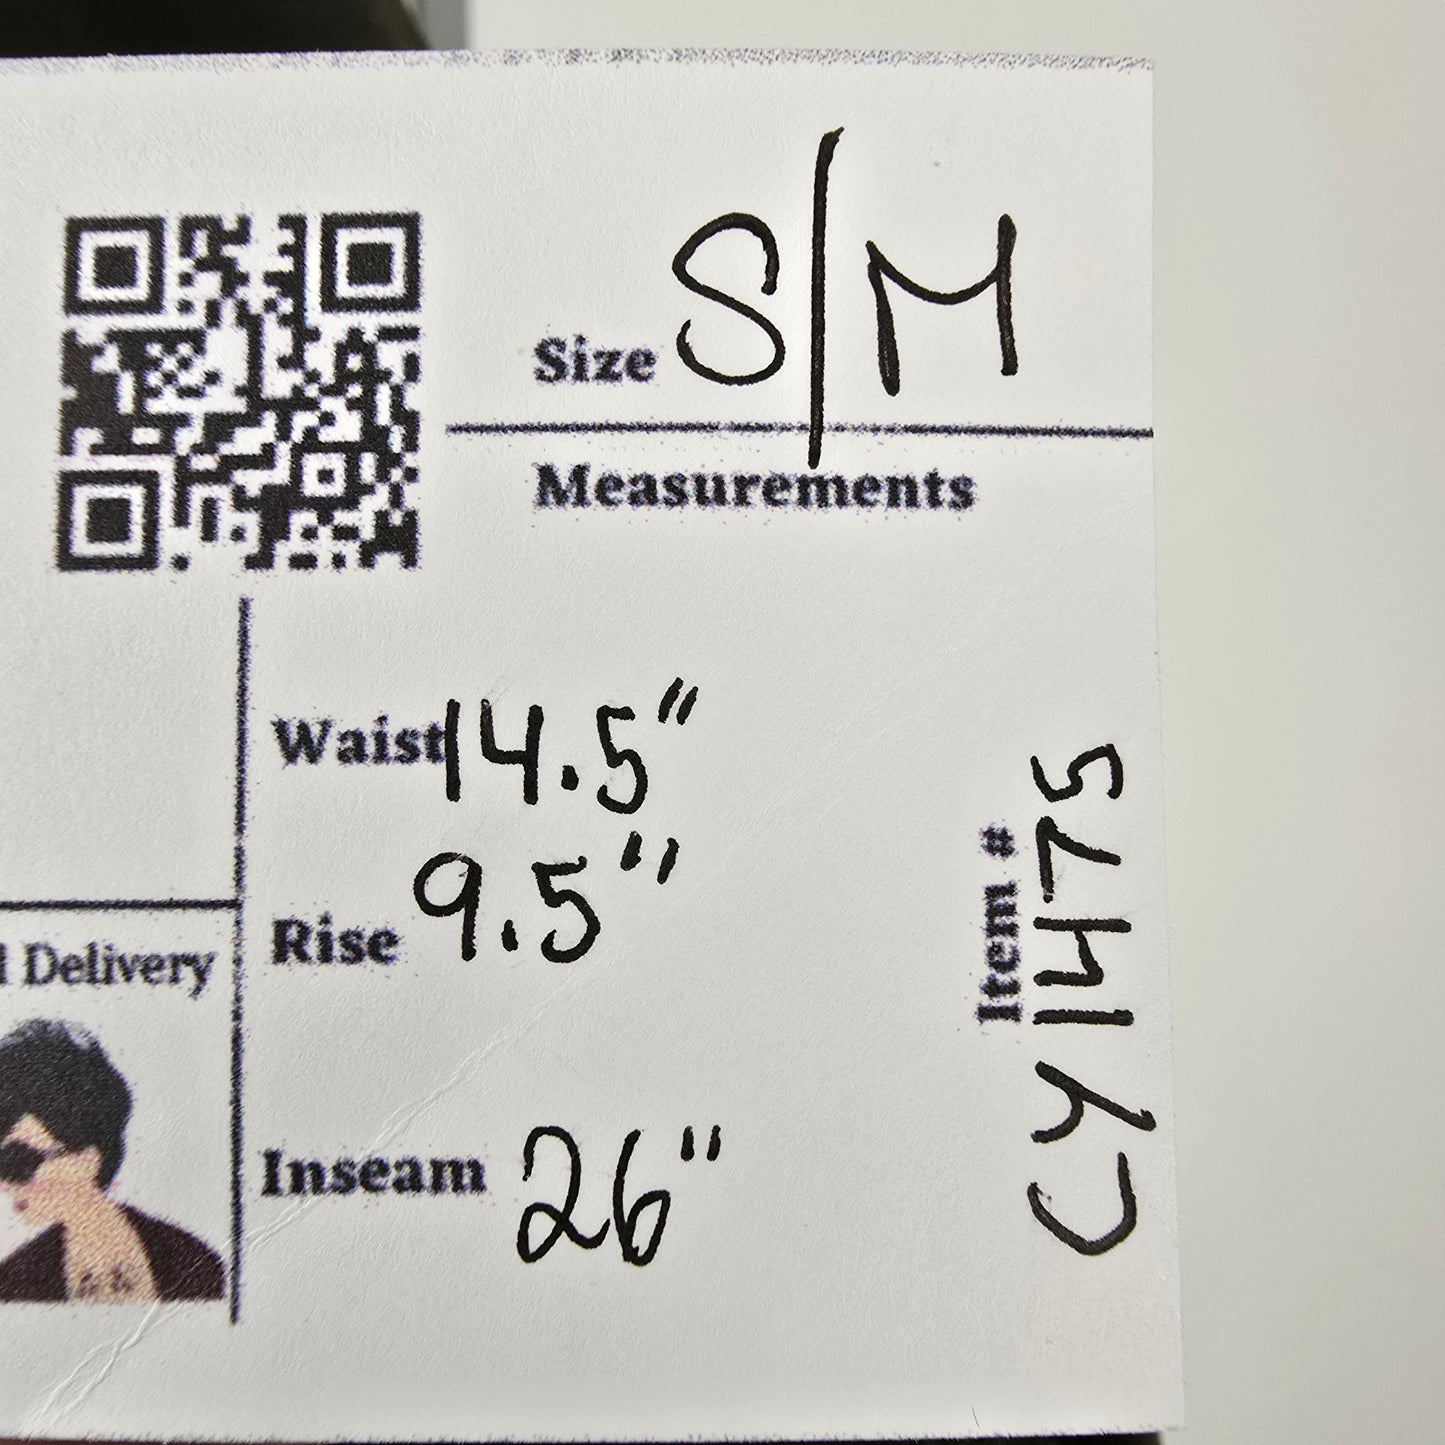 Size S/M
Measurements
Waist 14.5"
Rise 9.5"
Inseam 26"
Delivery
Item #
CY1475